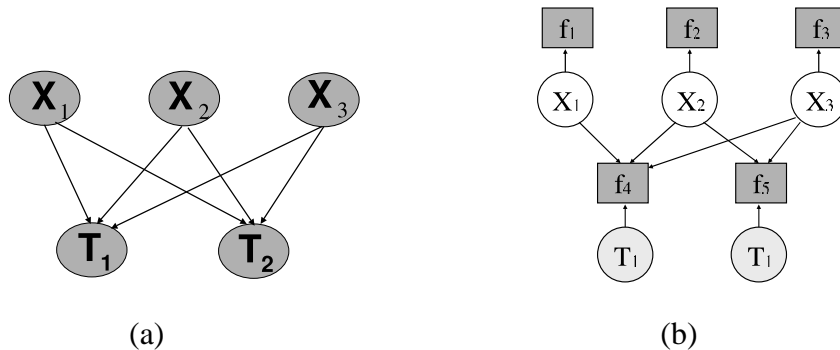 f₁ f₂ f₃
X₁ X₂ X₃
X₁ X₂ X₃
f₄ f₅
T₁ T₂
T₁ T₁
(a) (b)